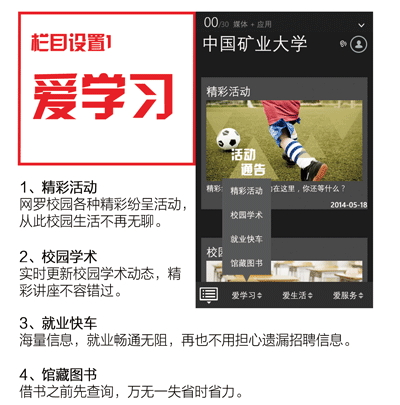 栏目设置1
爱学习
00/30 媒体 + 应用
中国矿业大学
精彩活动
活动
通告
在这里，你还等什么？
2014-05-18
精彩活动
校园学术
就业快车
馆藏图书
爱学习
爱生活
爱服务
1、精彩活动
网罗校园各种精彩纷呈活动，
从此校园生活不再无聊。
2、校园学术
实时更新校园学术动态，精
彩讲座不容错过。
3、就业快车
海量信息，就业畅通无阻，再也不用担心遗漏招聘信息。
4、馆藏图书
借书之前先查询，万无一失省时省力。